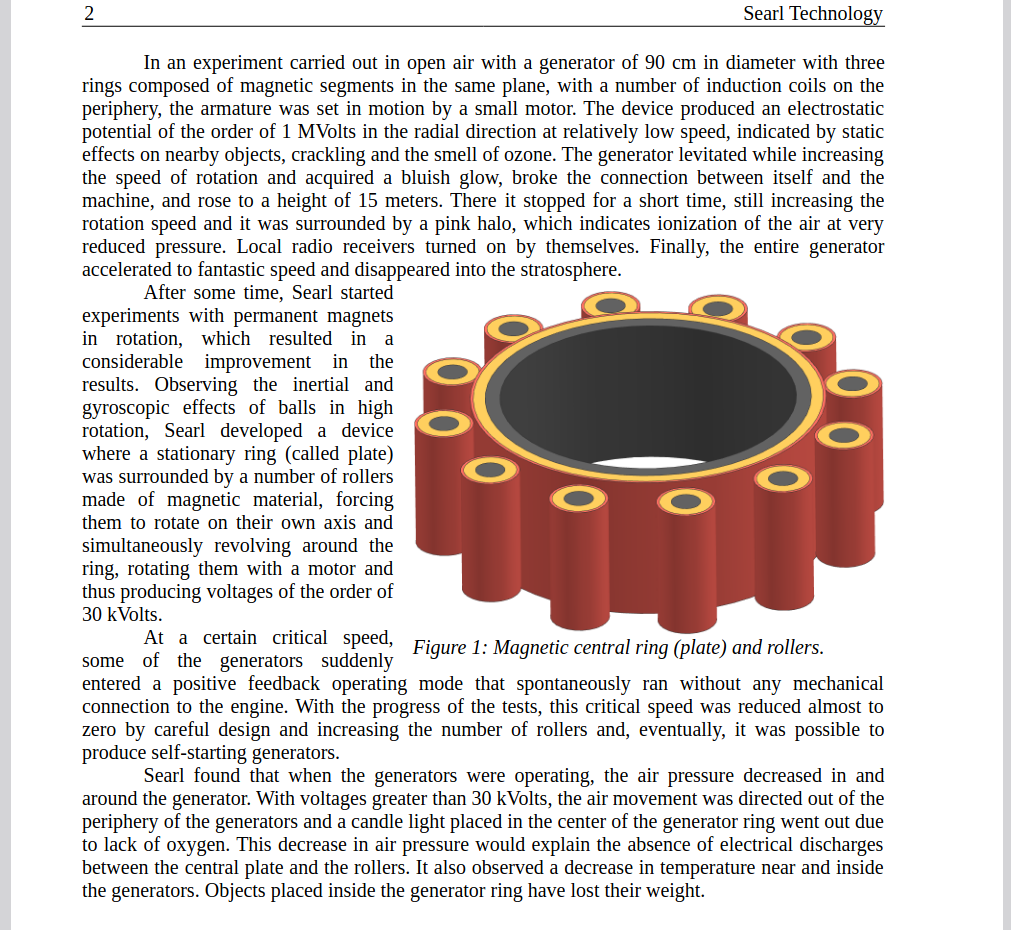 2
Searl Technology
In an experiment carried out in open air with a generator of 90 cm in diameter with three
rings composed of magnetic segments in the same plane, with a number of induction coils on the
periphery, the armature was set in motion by a small motor. The device produced an electrostatic
potential of the order of 1 MVolts in the radial direction at relatively low speed, indicated by static
effects on nearby objects, crackling and the smell of ozone. The generator levitated while increasing
the speed of rotation and acquired a bluish glow, broke the connection between itself and the
machine, and rose to a height of 15 meters. There it stopped for a short time, still increasing the
rotation speed and it was surrounded by a pink halo, which indicates ionization of the air at very
reduced pressure. Local radio receivers turned on by themselves. Finally, the entire generator
accelerated to fantastic speed and disappeared into the stratosphere.
After some time, Searl started
experiments with permanent magnets
in rotation, which resulted in a
considerable improvement in the
results. Observing the inertial and
gyroscopic effects of balls in high
rotation, Searl developed a device
where a stationary ring (called plate)
was surrounded by a number of rollers
made of magnetic material, forcing
them to rotate on their own axis and
simultaneously revolving around the
ring, rotating them with a motor and
thus producing voltages of the order of
30 kVolts.
At a certain critical speed,
some of the generators suddenly
Figure 1: Magnetic central ring (plate) and rollers.
entered a positive feedback operating mode that spontaneously ran without any mechanical
connection to the engine. With the progress of the tests, this critical speed was reduced almost to
zero by careful design and increasing the number of rollers and, eventually, it was possible to
produce self-starting generators.
Searl found that when the generators were operating, the air pressure decreased in and
around the generator. With voltages greater than 30 kVolts, the air movement was directed out of the
periphery of the generators and a candle light placed in the center of the generator ring went out due
to lack of oxygen. This decrease in air pressure would explain the absence of electrical discharges
between the central plate and the rollers. It also observed a decrease in temperature near and inside
the generators. Objects placed inside the generator ring have lost their weight.